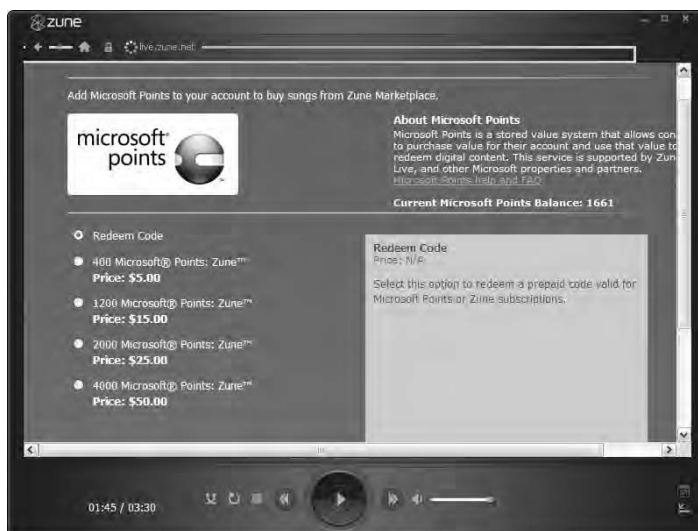 zune
live.zune.net
Add Microsoft Points to your account to buy songs from Zune Marketplace.
microsoft®
points
™
About Microsoft Points
Microsoft Points is a stored value system that allows con
to purchase value for their account and use that value to
redeem digital content. This service is supported by Zun
Live, and other Microsoft properties and partners.
Microsoft Points help and FAQ
Current Microsoft Points Balance: 1661
Redeem Code
400 Microsoft® Points: Zune™
Price: $5.00
1200 Microsoft® Points: Zune™
Price: $15.00
2000 Microsoft® Points: Zune™
Price: $25.00
4000 Microsoft® Points: Zune™
Price: $50.00
Redeem Code
Price: N/A
Select this option to redeem a prepaid code valid for
Microsoft Points or Zune subscriptions.
01:45 / 03:30